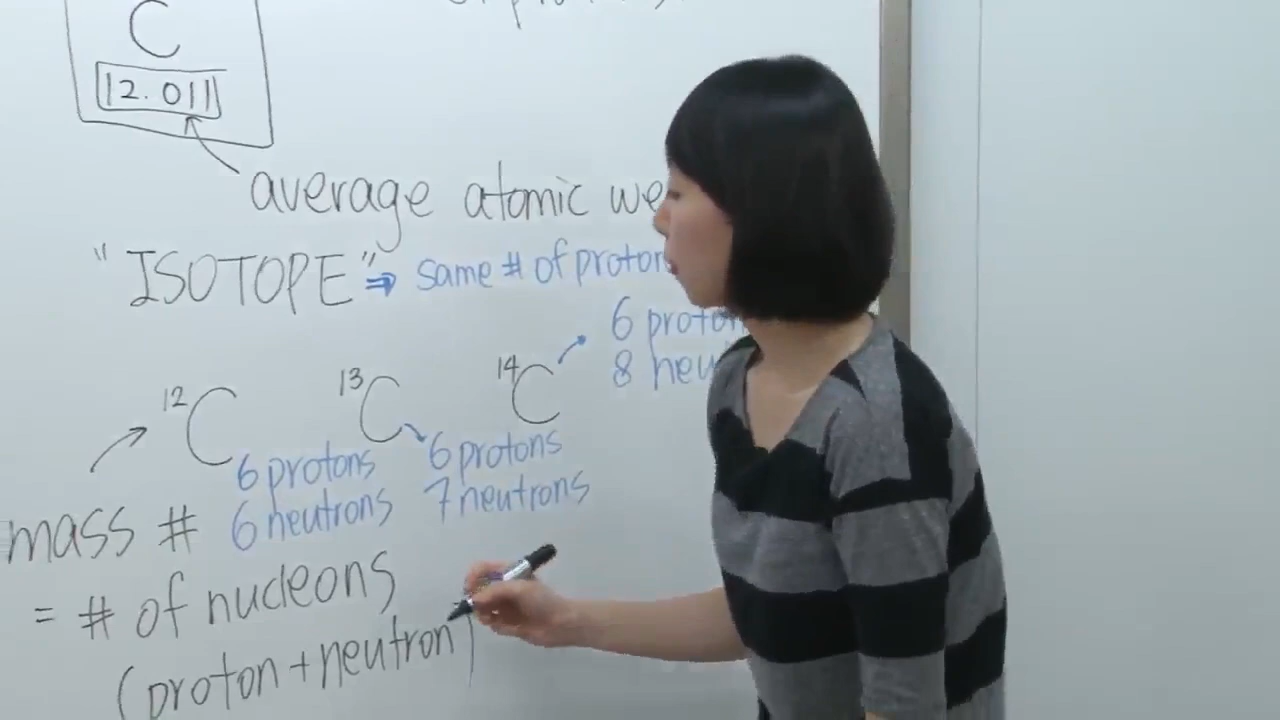 C
12.011
average atomic we
"ISOTOPE" ⇒ same # of proton
6 proton
8 neu
12C 13C 14C
6 protons
6 neutrons
6 protons
7 neutrons
mass #
= # of nucleons
(proton + neutron)